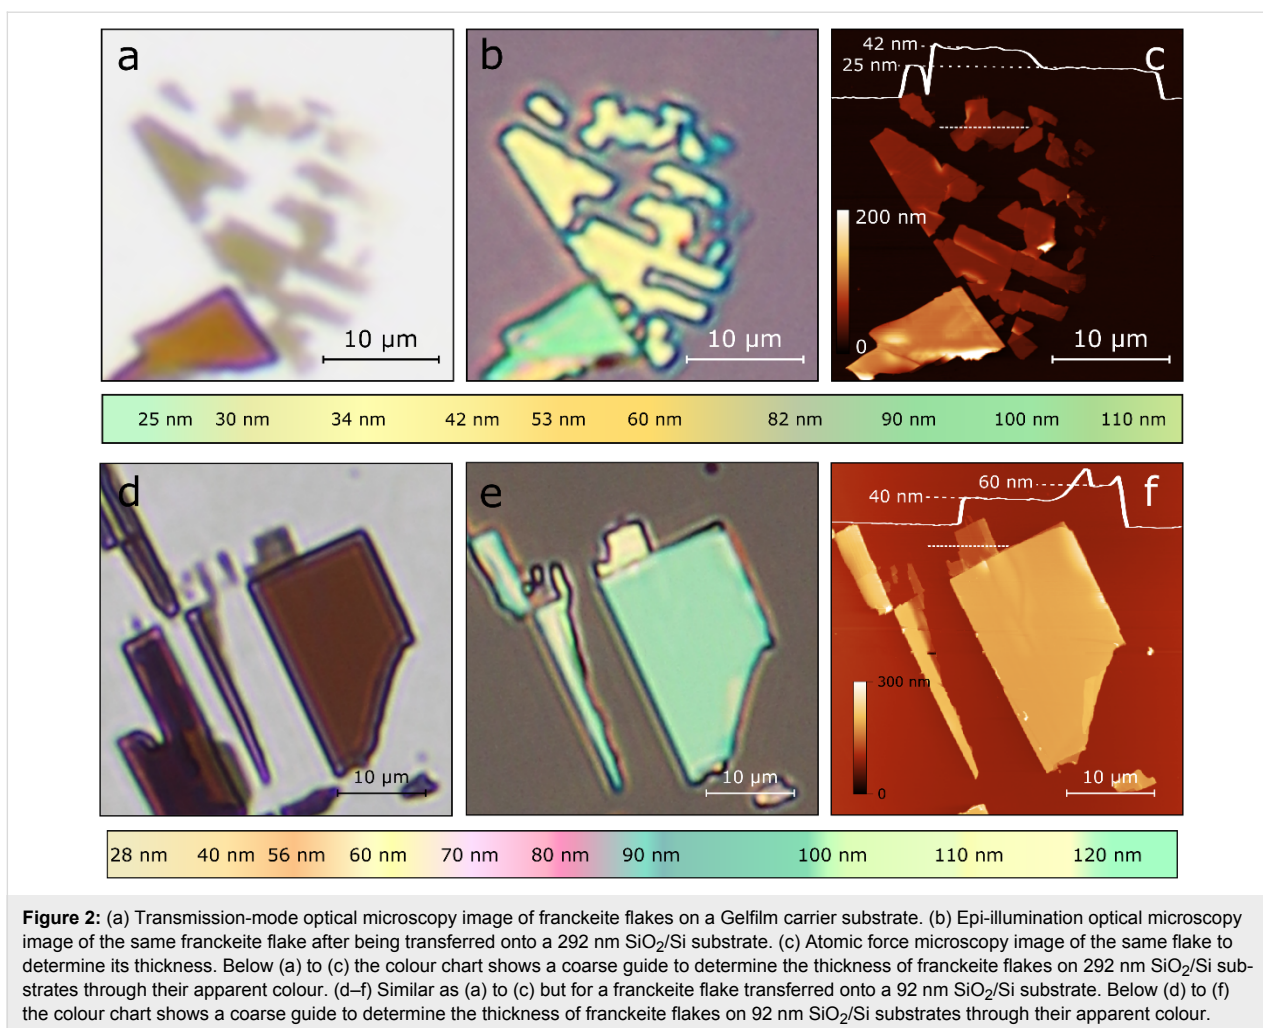 a
b
c
42 nm
25 nm
200 nm
0
10 µm
10 µm
10 µm
25 nm 30 nm 34 nm 42 nm 53 nm 60 nm 82 nm 90 nm 100 nm 110 nm
d
e
f
60 nm
40 nm
300 nm
0
10 µm
10 µm
10 µm
28 nm 40 nm 56 nm 60 nm 70 nm 80 nm 90 nm 100 nm 110 nm 120 nm
Figure 2: (a) Transmission-mode optical microscopy image of franckeite flakes on a Gelfilm carrier substrate. (b) Epi-illumination optical microscopy
image of the same franckeite flake after being transferred onto a 292 nm SiO₂/Si substrate. (c) Atomic force microscopy image of the same flake to
determine its thickness. Below (a) to (c) the colour chart shows a coarse guide to determine the thickness of franckeite flakes on 292 nm SiO₂/Si sub-
strates through their apparent colour. (d–f) Similar as (a) to (c) but for a franckeite flake transferred onto a 92 nm SiO₂/Si substrate. Below (d) to (f)
the colour chart shows a coarse guide to determine the thickness of franckeite flakes on 92 nm SiO₂/Si substrates through their apparent colour.